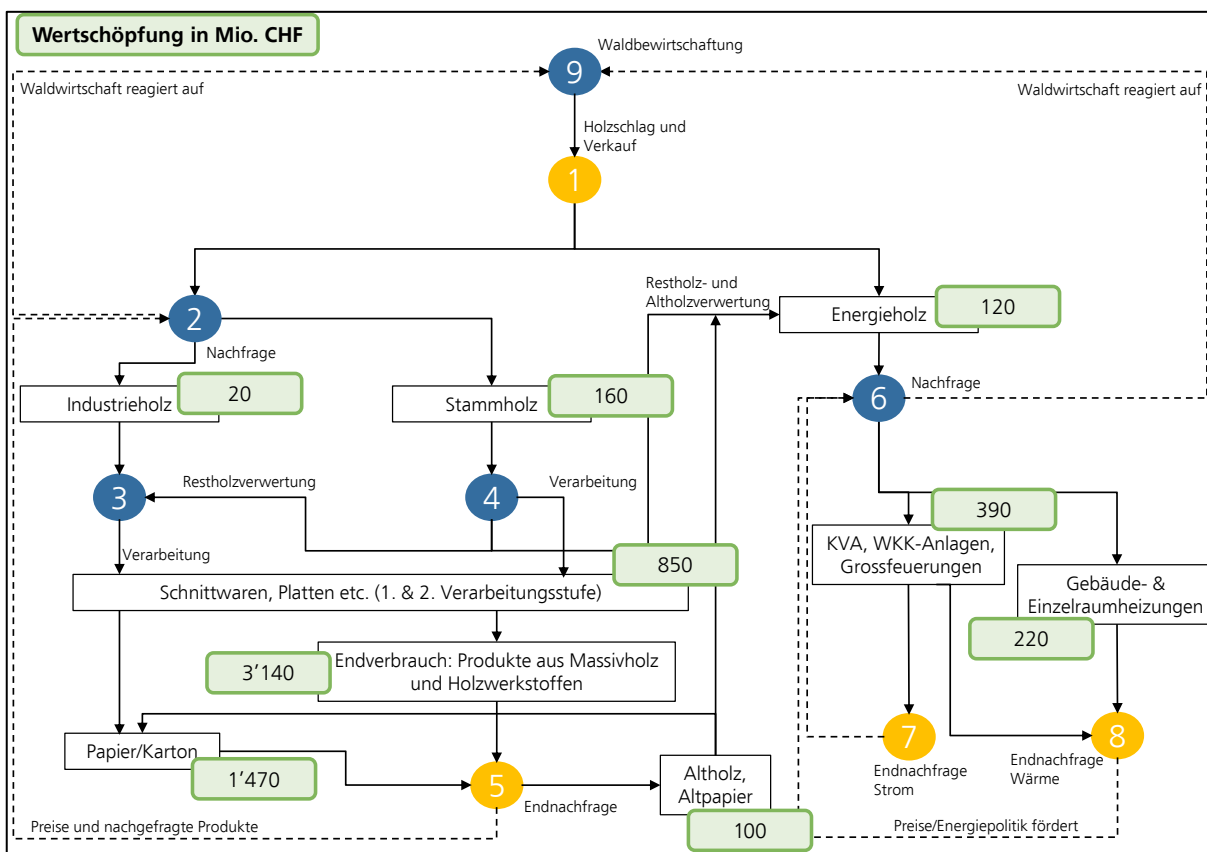 Wertschöpfung in Mio. CHF
9
Waldbewirtschaftung
Waldwirtschaft reagiert auf
Waldwirtschaft reagiert auf
Holzschlag und
Verkauf
1
Restholz- und
Altholzverwertung
2
Energieholz
120
Nachfrage
Industrieholz
20
Stammholz
160
6
Nachfrage
3
Restholzverwertung
4
Verarbeitung
390
KVA, WKK-Anlagen,
Grossfeuerungen
Verarbeitung
850
Schnittwaren, Platten etc. (1. & 2. Verarbeitungsstufe)
Gebäude- &
Einzelraumheizungen
220
3’140
Endverbrauch: Produkte aus Massivholz
und Holzwerkstoffen
Papier/Karton
1’470
5
Endnachfrage
Altholz,
Altpapier
100
7
Endnachfrage
Strom
8
Endnachfrage
Wärme
Preise und nachgefragte Produkte
Preise/Energiepolitik fördert